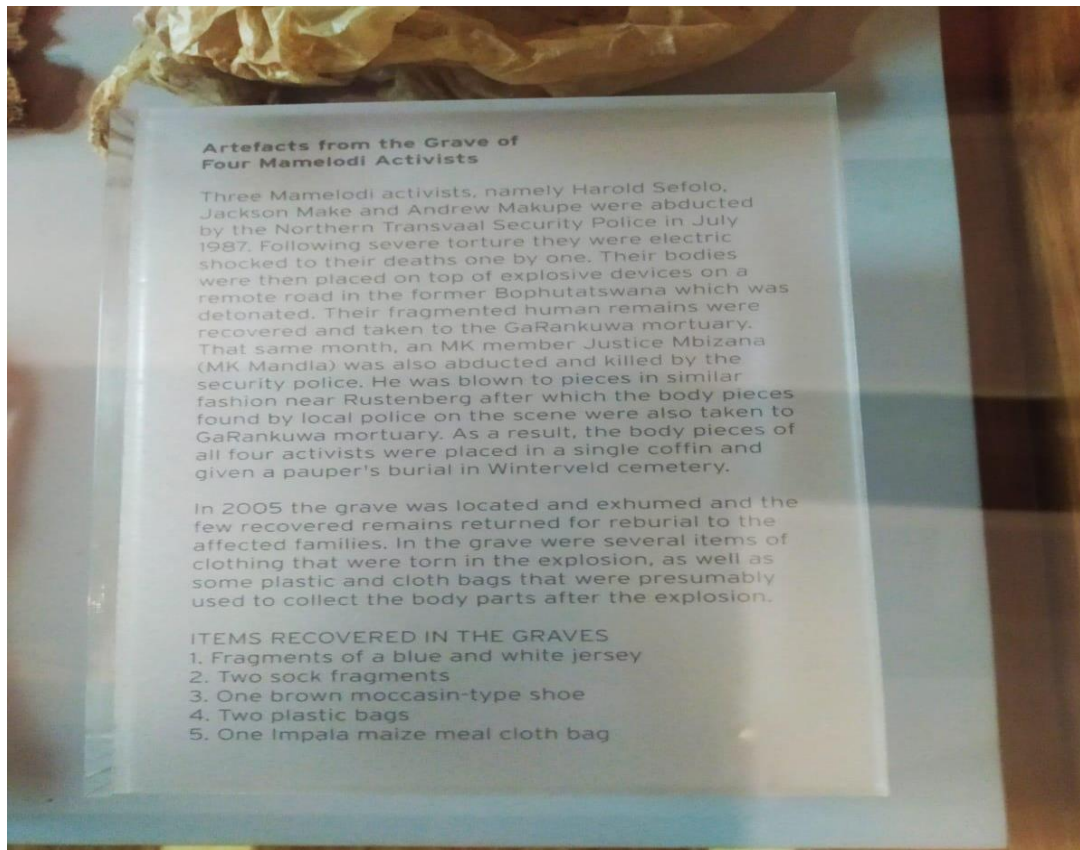 Artefacts from the Grave of
Four Mamelodi Activists
Three Mamelodi activists, namely Harold Sefolo,
Jackson Make and Andrew Makupe were abducted
by the Northern Transvaal Security Police in July
1987. Following severe torture they were electric
shocked to their deaths one by one. Their bodies
were then placed on top of explosive devices on a
remote road in the former Bophutatswana which was
detonated. Their fragmented human remains were
recovered and taken to the GaRankuwa mortuary.
That same month, an MK member Justice Mbizana
(MK Mandla) was also abducted and killed by the
security police. He was blown to pieces in similar
fashion near Rustenberg after which the body pieces
found by local police on the scene were also taken to
GaRankuwa mortuary. As a result, the body pieces of
all four activists were placed in a single coffin and
given a pauper's burial in Winterveld cemetery.
In 2005 the grave was located and exhumed and the
few recovered remains returned for reburial to the
affected families. In the grave were several items of
clothing that were torn in the explosion, as well as
some plastic and cloth bags that were presumably
used to collect the body parts after the explosion.
ITEMS RECOVERED IN THE GRAVES
1. Fragments of a blue and white jersey
2. Two sock fragments
3. One brown moccasin-type shoe
4. Two plastic bags
5. One Impala maize meal cloth bag